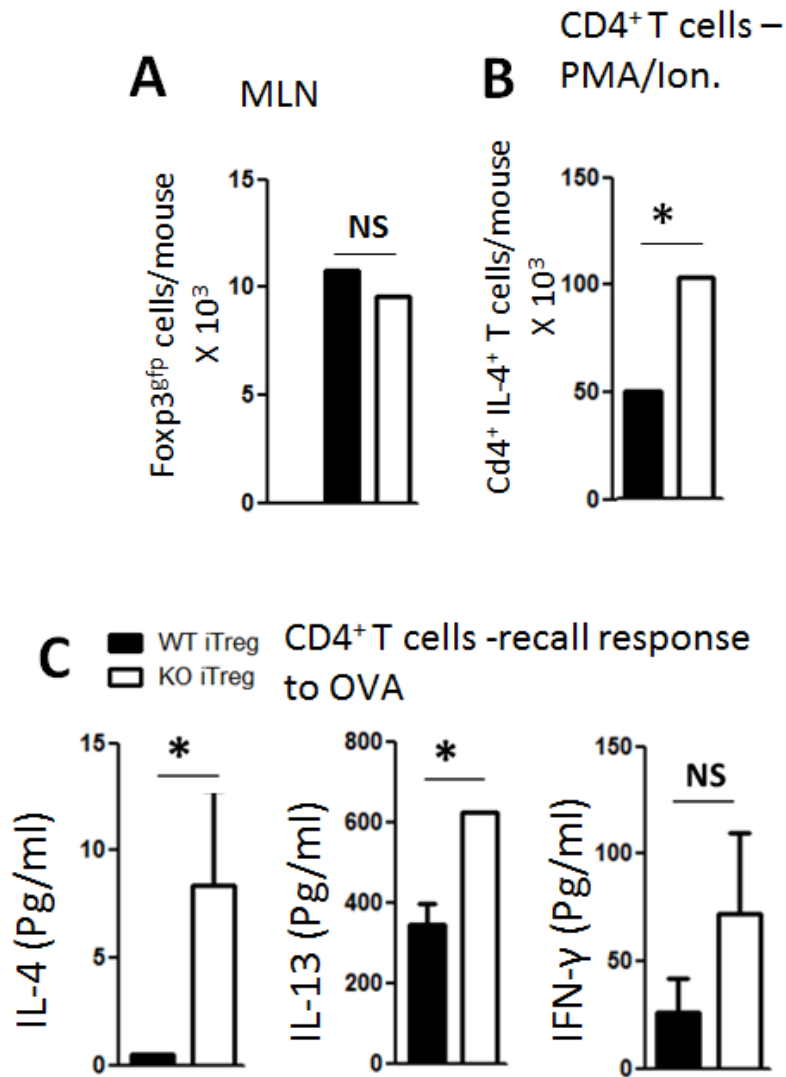 A
MLN
Foxp3gfp cells/mouse
X 10³
15
10
5
0
NS
B
CD4⁺ T cells –
PMA/Ion.
Cd4⁺ IL-4⁺ T cells/mouse
X 10³
150
100
50
0
*
C
WT iTreg
KO iTreg
CD4⁺ T cells -recall response
to OVA
IL-4 (Pg/ml)
15
10
5
0
*
IL-13 (Pg/ml)
800
600
400
200
0
*
IFN-γ (Pg/ml)
150
100
50
0
NS